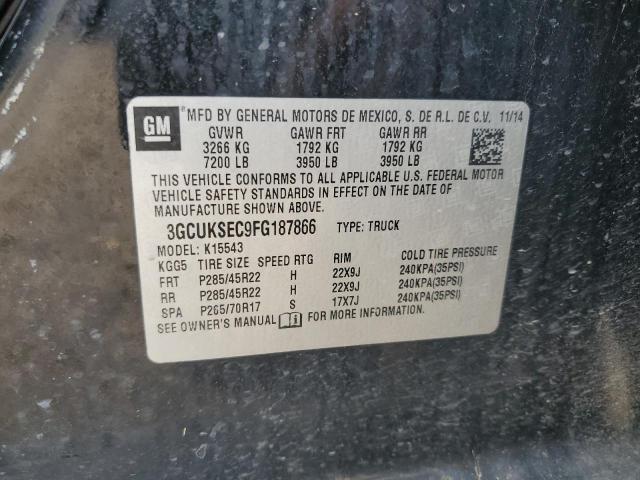 GM MFD BY GENERAL MOTORS DE MEXICO, S. DE R.L. DE C.V. 11/14
GVWR GAWR FRT GAWR RR
3266 KG 1792 KG 1792 KG
7200 LB 3950 LB 3950 LB
THIS VEHICLE CONFORMS TO ALL APPLICABLE U.S. FEDERAL MOTOR
VEHICLE SAFETY STANDARDS IN EFFECT ON THE DATE OF
MANUFACTURE SHOWN ABOVE.
3GCUKSEC9FG187866 TYPE: TRUCK
MODEL: K15543
KGG5 TIRE SIZE SPEED RTG RIM COLD TIRE PRESSURE
FRT P285/45R22 H 22X9J 240KPA(35PSI)
RR P285/45R22 H 22X9J 240KPA(35PSI)
SPA P265/70R17 S 17X7J 240KPA(35PSI)
SEE OWNER'S MANUAL FOR MORE INFORMATION.